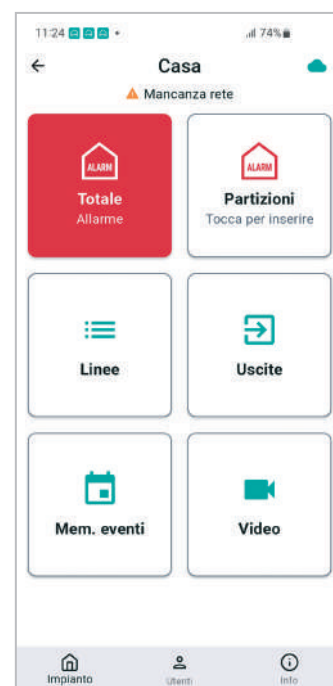 11:24 74%
Casa
Mancanza rete
ALARM ALARM
Totale Partizioni
Allarme Tocca per inserire
Linee Uscite
Mem. eventi Video
Impianto Utenti Info